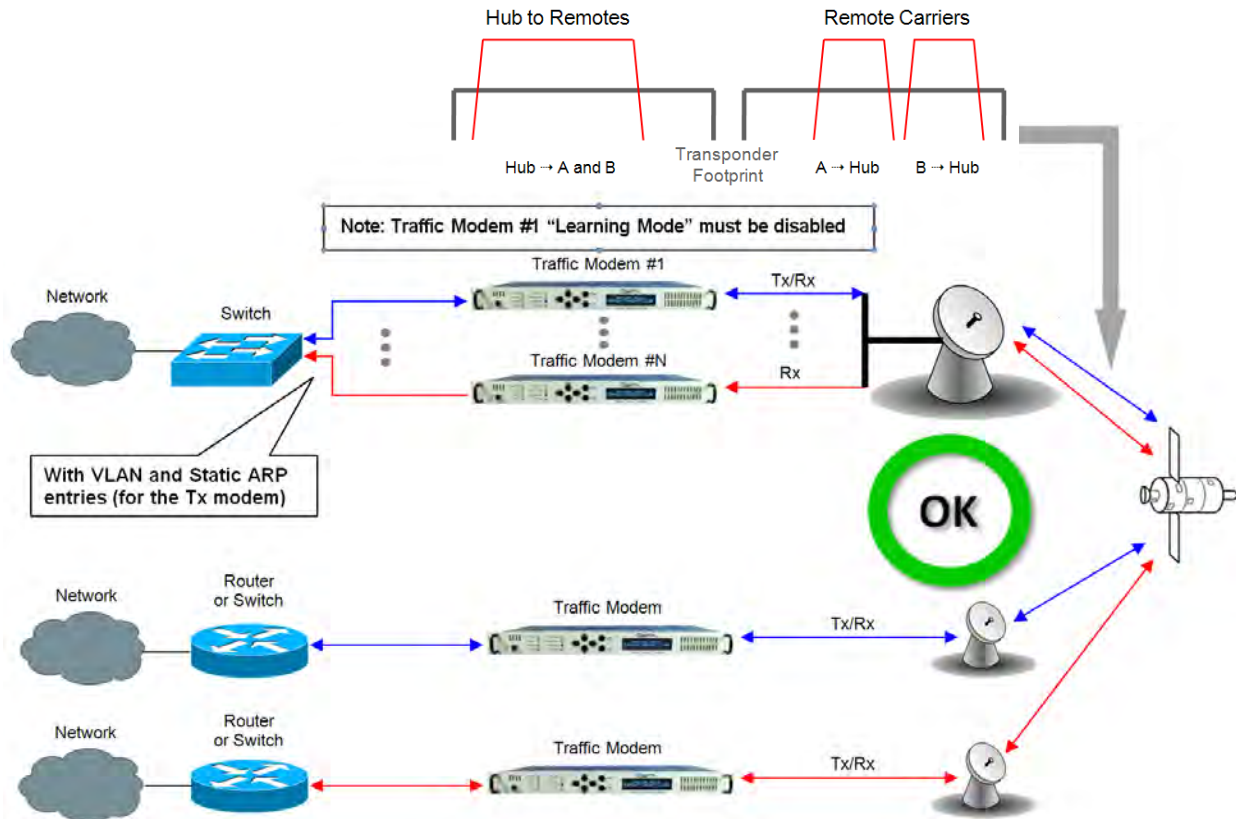 Hub to Remotes
Remote Carriers
Hub → A and B
Transponder
Footprint
A → Hub
B → Hub
Note: Traffic Modem #1 “Learning Mode” must be disabled
Traffic Modem #1
Tx/Rx
Network
Switch
Traffic Modem #N
Rx
With VLAN and Static ARP
entries (for the Tx modem)
OK
Network
Router
or Switch
Traffic Modem
Tx/Rx
Network
Router
or Switch
Traffic Modem
Tx/Rx